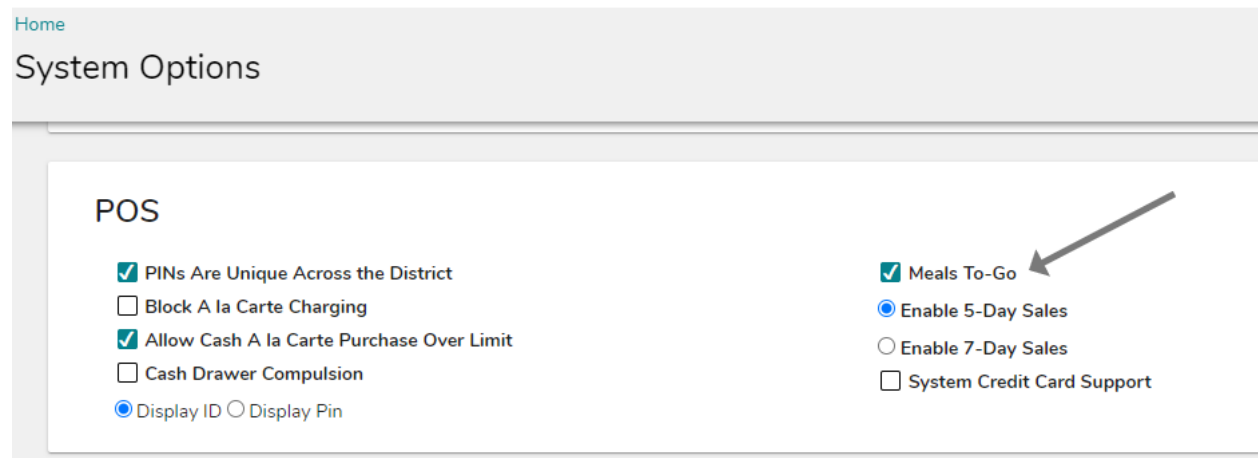 Home
System Options
POS
PINs Are Unique Across the District
Block A la Carte Charging
Allow Cash A la Carte Purchase Over Limit
Cash Drawer Compulsion
Display ID Display Pin
Meals To-Go
Enable 5-Day Sales
Enable 7-Day Sales
System Credit Card Support